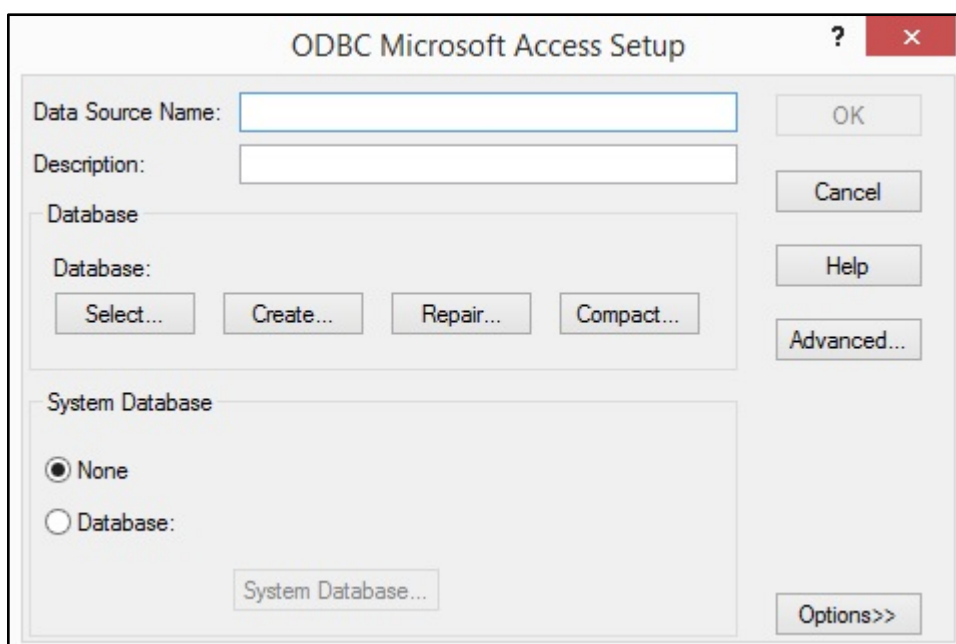 ODBC Microsoft Access Setup
?
×
Data Source Name:
OK
Description:
Cancel
Database
Database:
Help
Select...
Create...
Repair...
Compact...
Advanced...
System Database
None
Database:
System Database...
Options>>